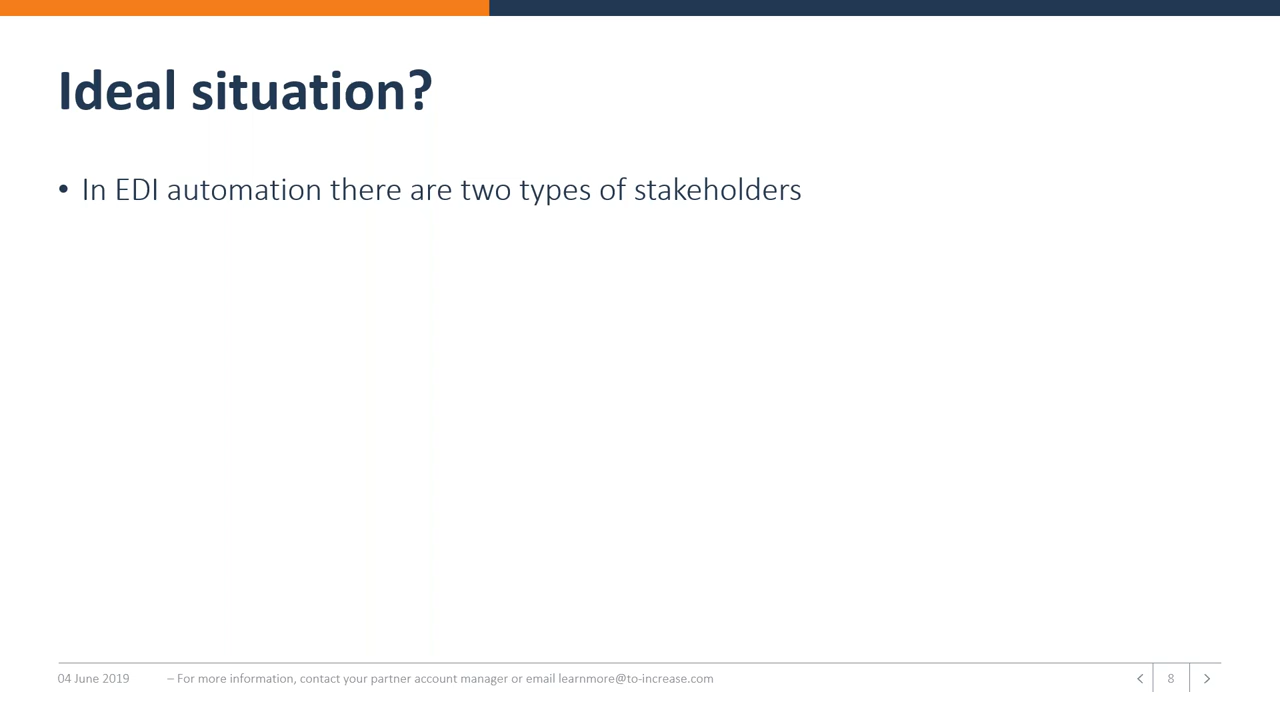 Ideal situation?
• In EDI automation there are two types of stakeholders
04 June 2019 – For more information, contact your partner account manager or email learnmore@to-increase.com < 8 >